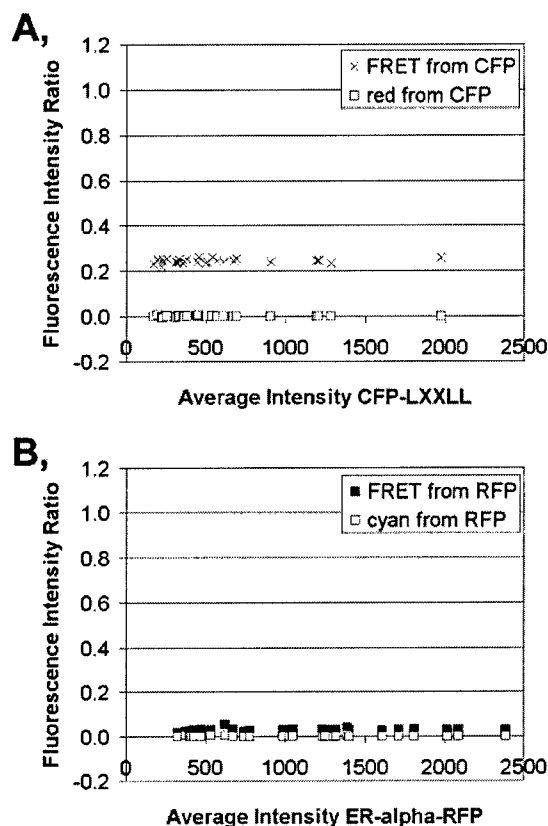 A,
1.2
1.0
0.8
0.6
0.4
0.2
0.0
-0.2
Fluorescence Intensity Ratio
FRET from CFP
red from CFP
0 500 1000 1500 2000 2500
Average Intensity CFP-LXXLL
B,
1.2
1.0
0.8
0.6
0.4
0.2
0.0
-0.2
Fluorescence Intensity Ratio
FRET from RFP
cyan from RFP
0 500 1000 1500 2000 2500
Average Intensity ER-alpha-RFP